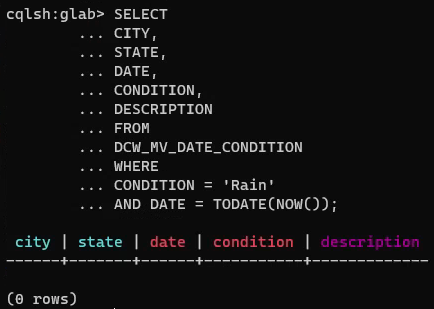 cqlsh:glab> SELECT
... CITY,
... STATE,
... DATE,
... CONDITION,
... DESCRIPTION
... FROM
... DCW_MV_DATE_CONDITION
... WHERE
... CONDITION = 'Rain'
... AND DATE = TODATE(NOW());
city | state | date | condition | description
------+-------+------+-----------+-------------
(0 rows)